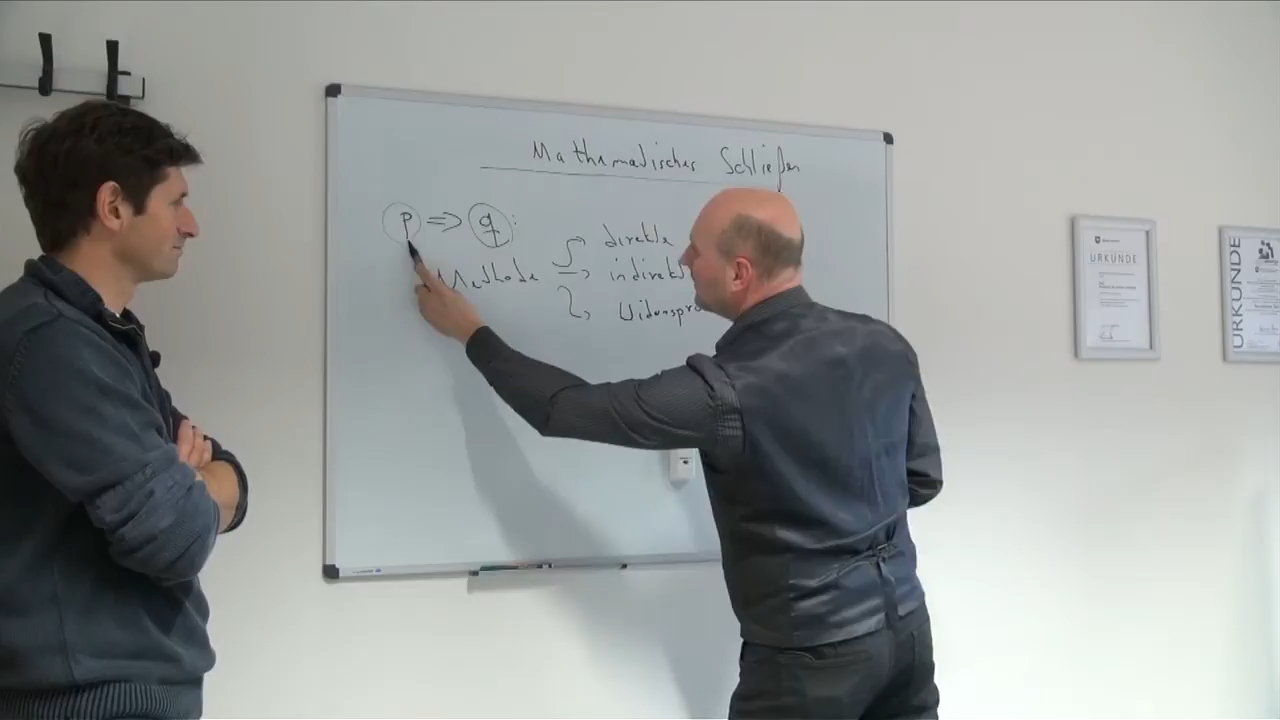 Mathematisches Schließen
p ⇒ q :
direkte
Methode → indirekt
Widerspr
URKUNDE
URKUNDE